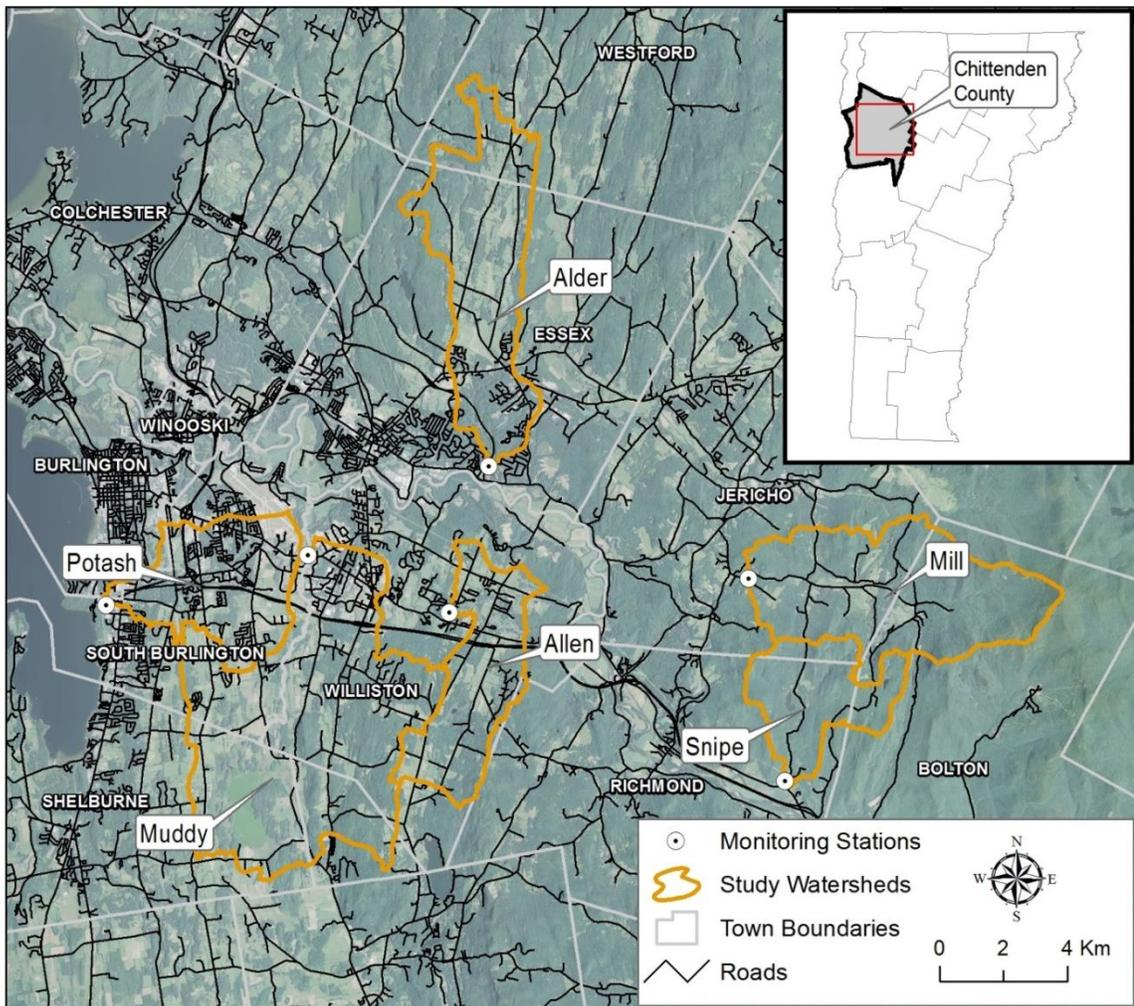 WESTFORD
Chittenden
County
COLCHESTER
Alder
ESSEX
WINOOSKI
BURLINGTON
JERICHO
Potash
Mill
SOUTH BURLINGTON
Allen
WILLISTON
Snipe
BOLTON
RICHMOND
SHELBURNE
Muddy
Monitoring Stations
Study Watersheds
Town Boundaries
Roads
N
W E
S
0 2 4 Km